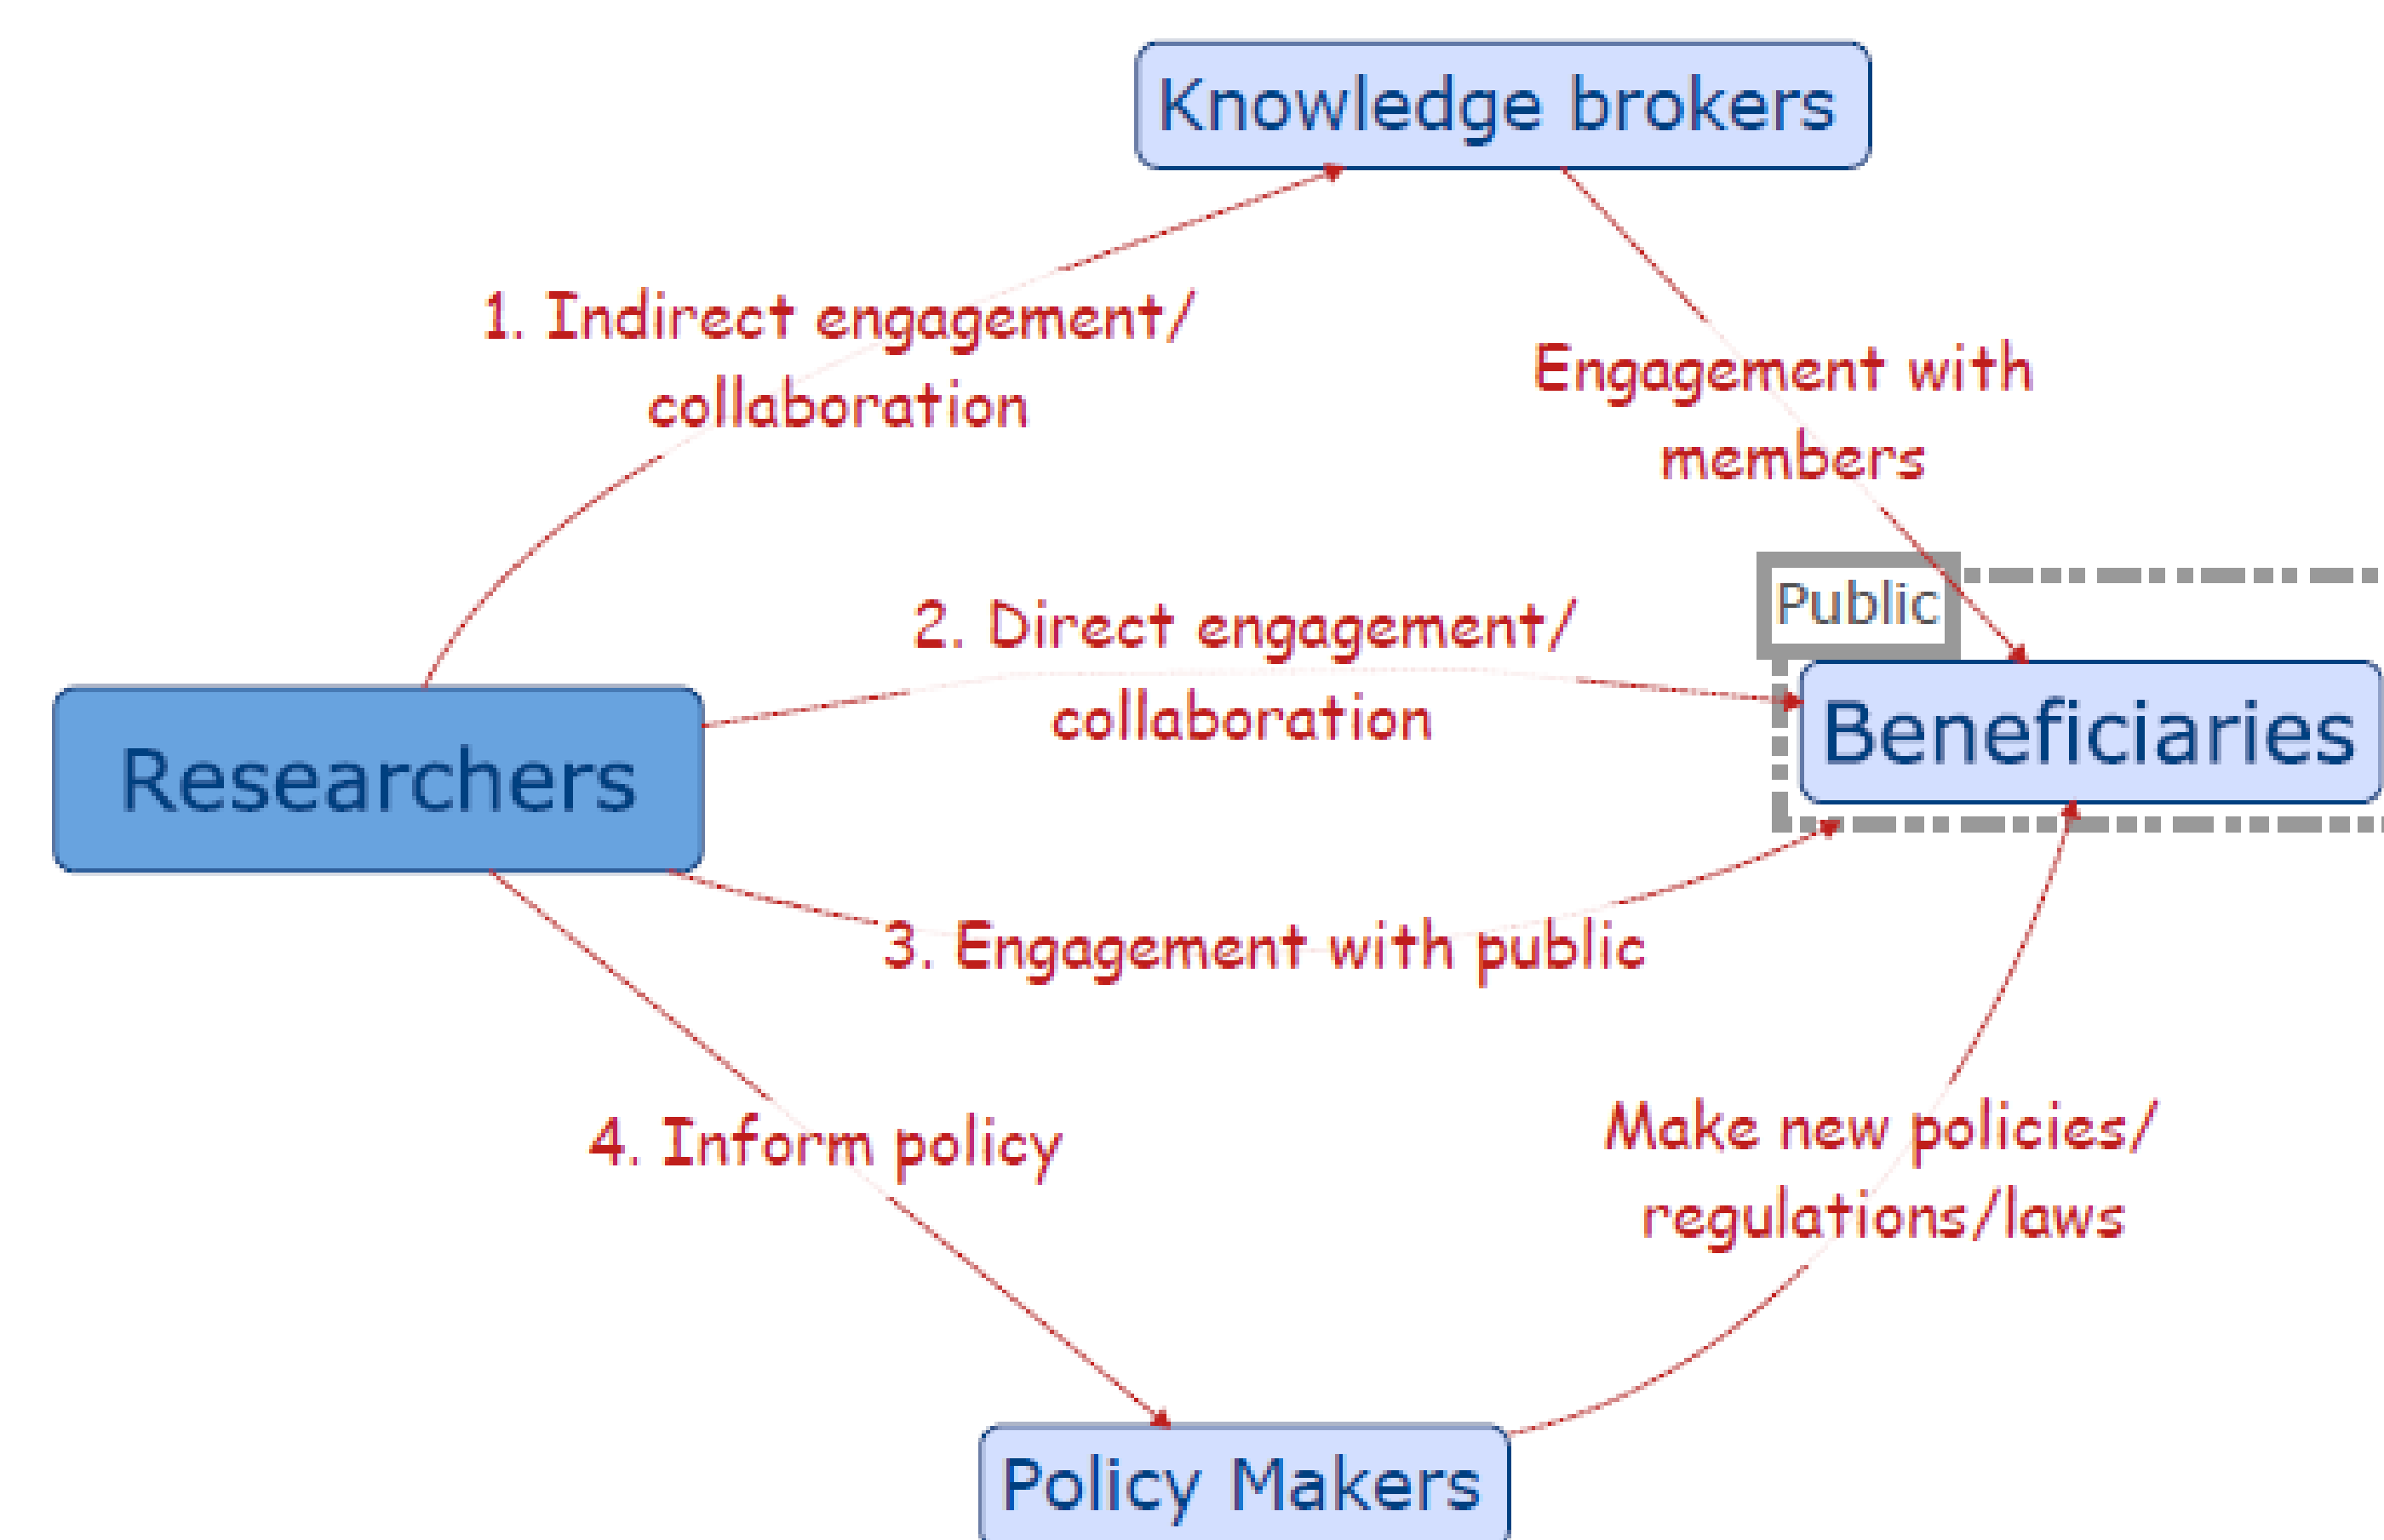 Knowledge brokers
1. Indirect engagement/
collaboration
Engagement with
members
Public
2. Direct engagement/
collaboration
Beneficiaries
Researchers
3. Engagement with public
4. Inform policy
Make new policies/
regulations/laws
Policy Makers